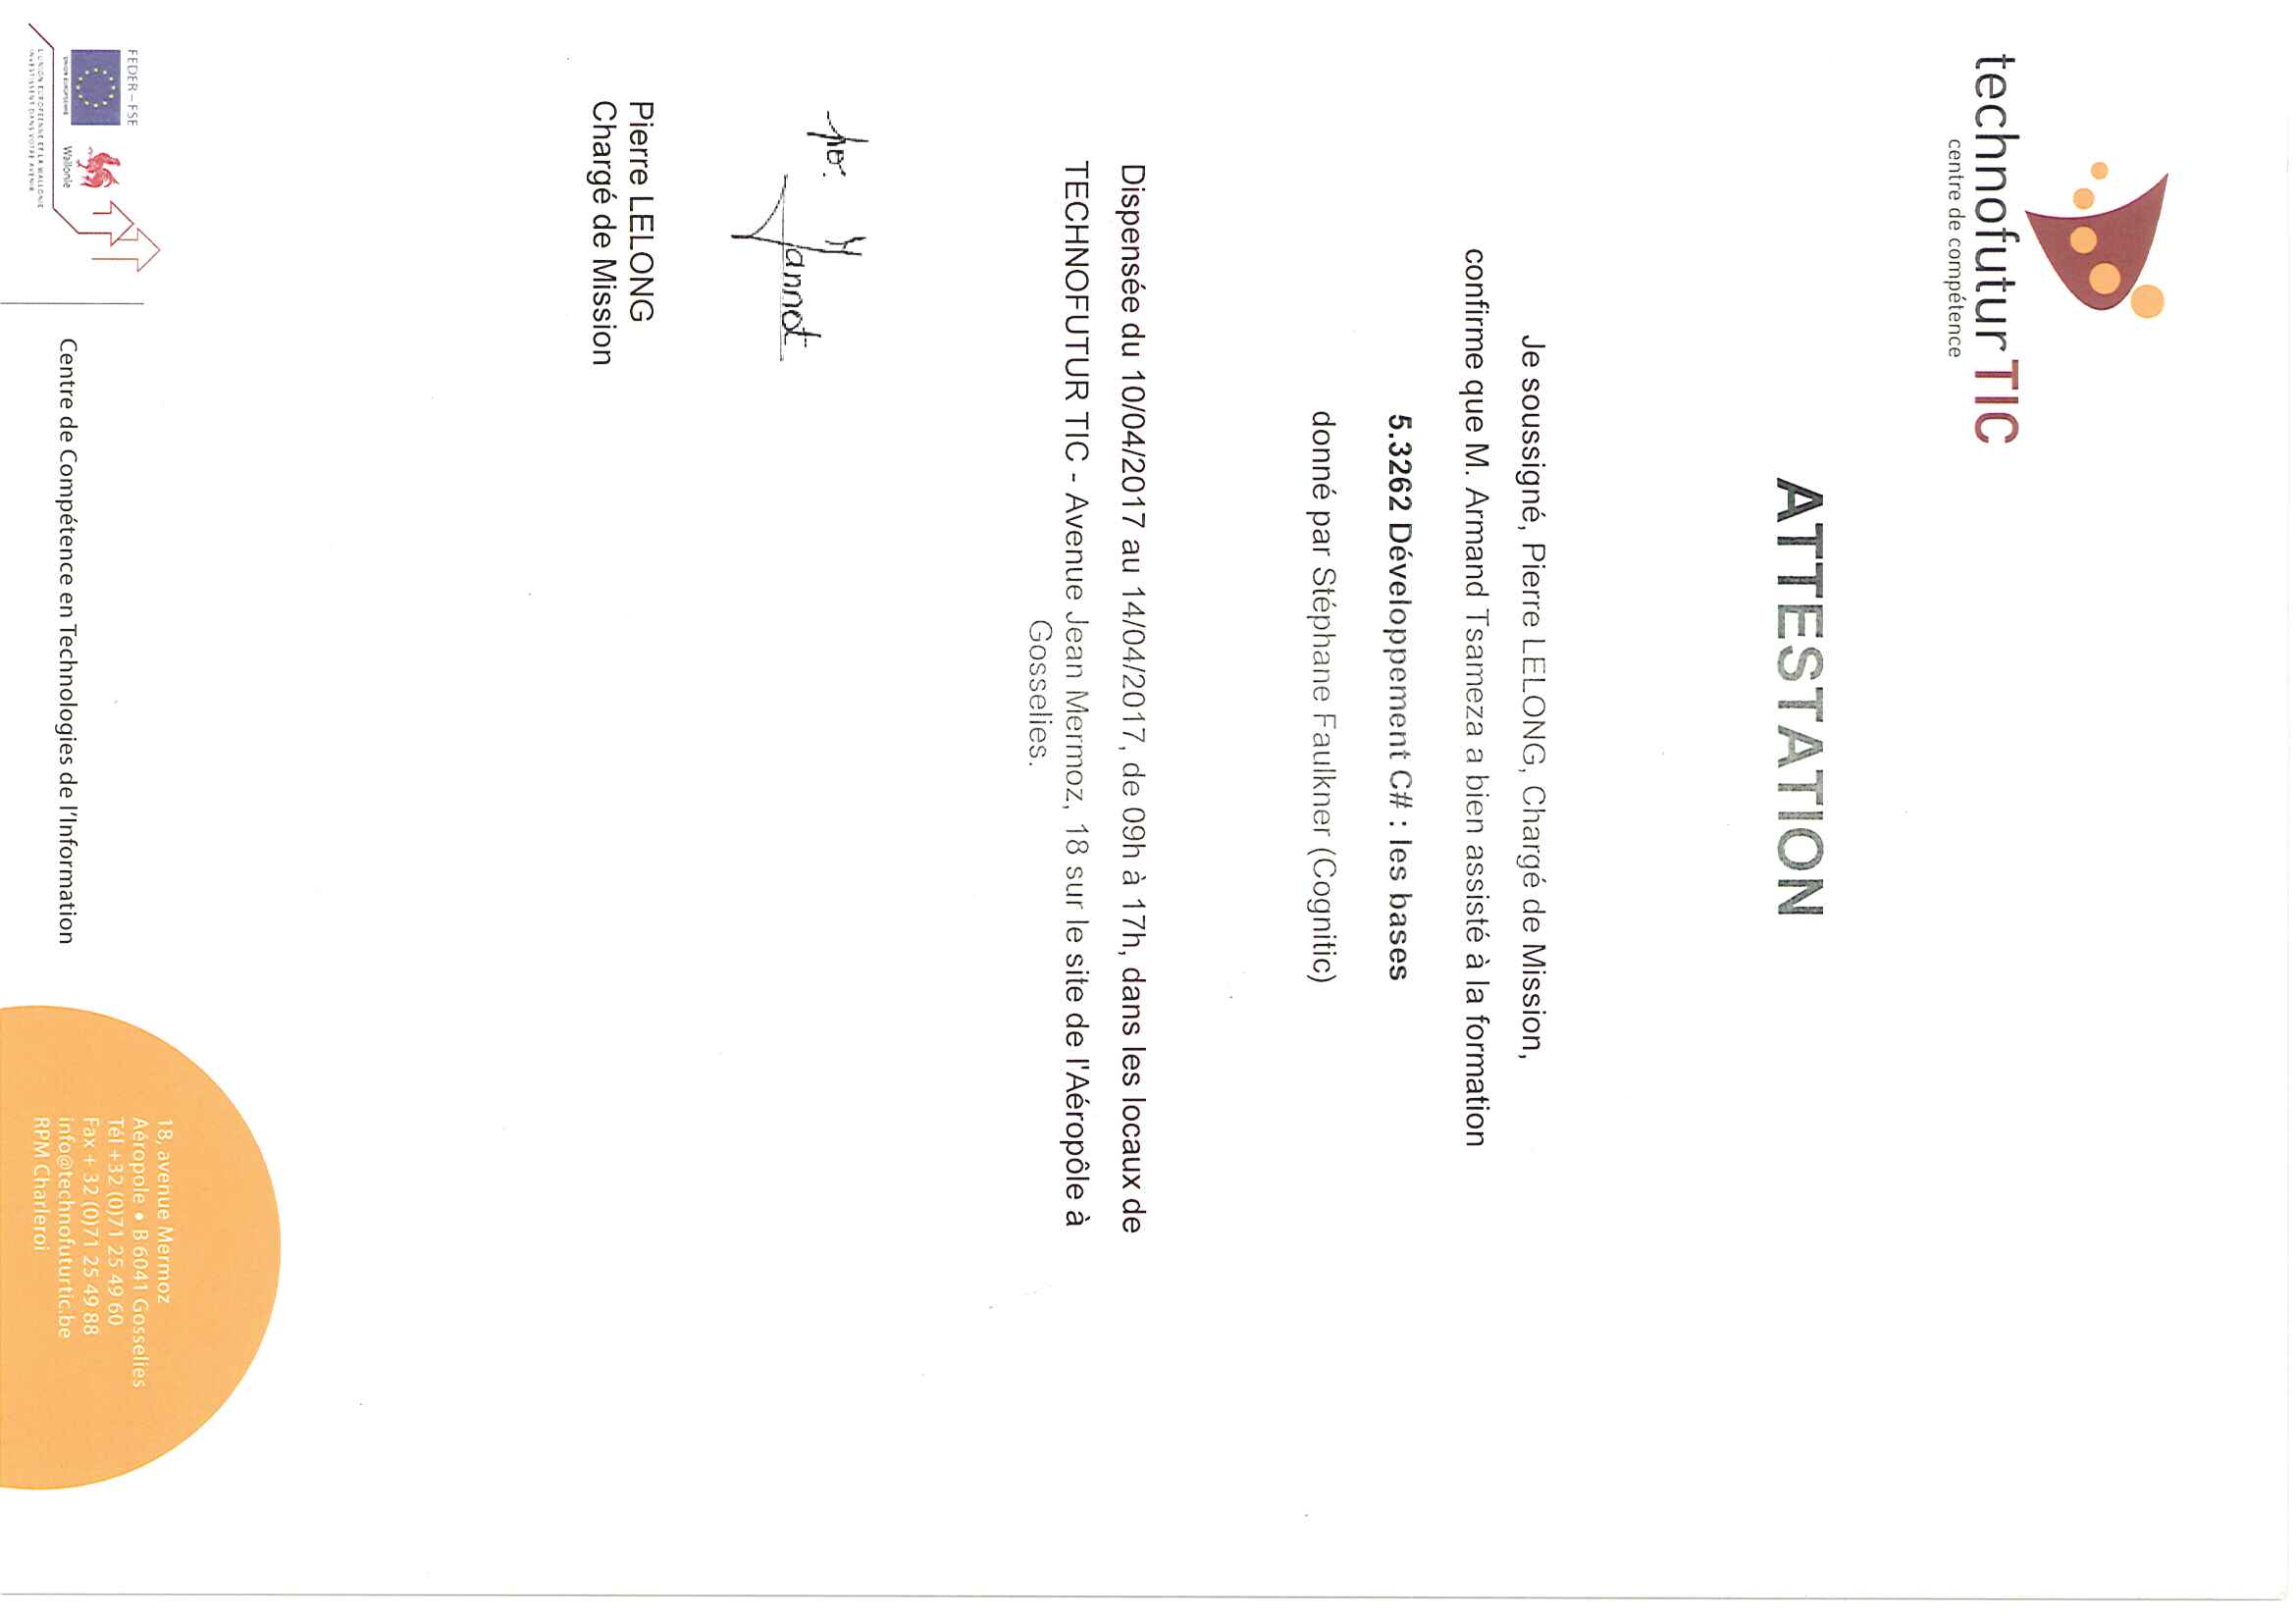 technofuturTIC
centre de compétence
ATTESTATION
Je soussigné, Pierre LELONG, Chargé de Mission,
confirme que M. Armand Tsameza a bien assisté à la formation
5.3262 Développement C# : les bases
donné par Stéphane Faulkner (Cognitic)
Dispensée du 10/04/2017 au 14/04/2017, de 09h à 17h, dans les locaux de
TECHNOFUTUR TIC - Avenue Jean Mermoz, 18 sur le site de l'Aéropôle à
Gosselies.
po.
Yannot
Pierre LELONG
Chargé de Mission
FEDER-FSE
UNION EUROPEENNE
Wallonie
L'UNION EUROPEENNE ET LA WALLONIE
INVESTISSENT DANS VOTRE AVENIR
Centre de Compétence en Technologies de l'Information
18, avenue Mermoz
Aéropole • B 6041 Gosselies
Tél +32 (0)71 25 49 60
Fax + 32 (0)71 25 49 88
info@technofuturtic.be
RPM Charleroi